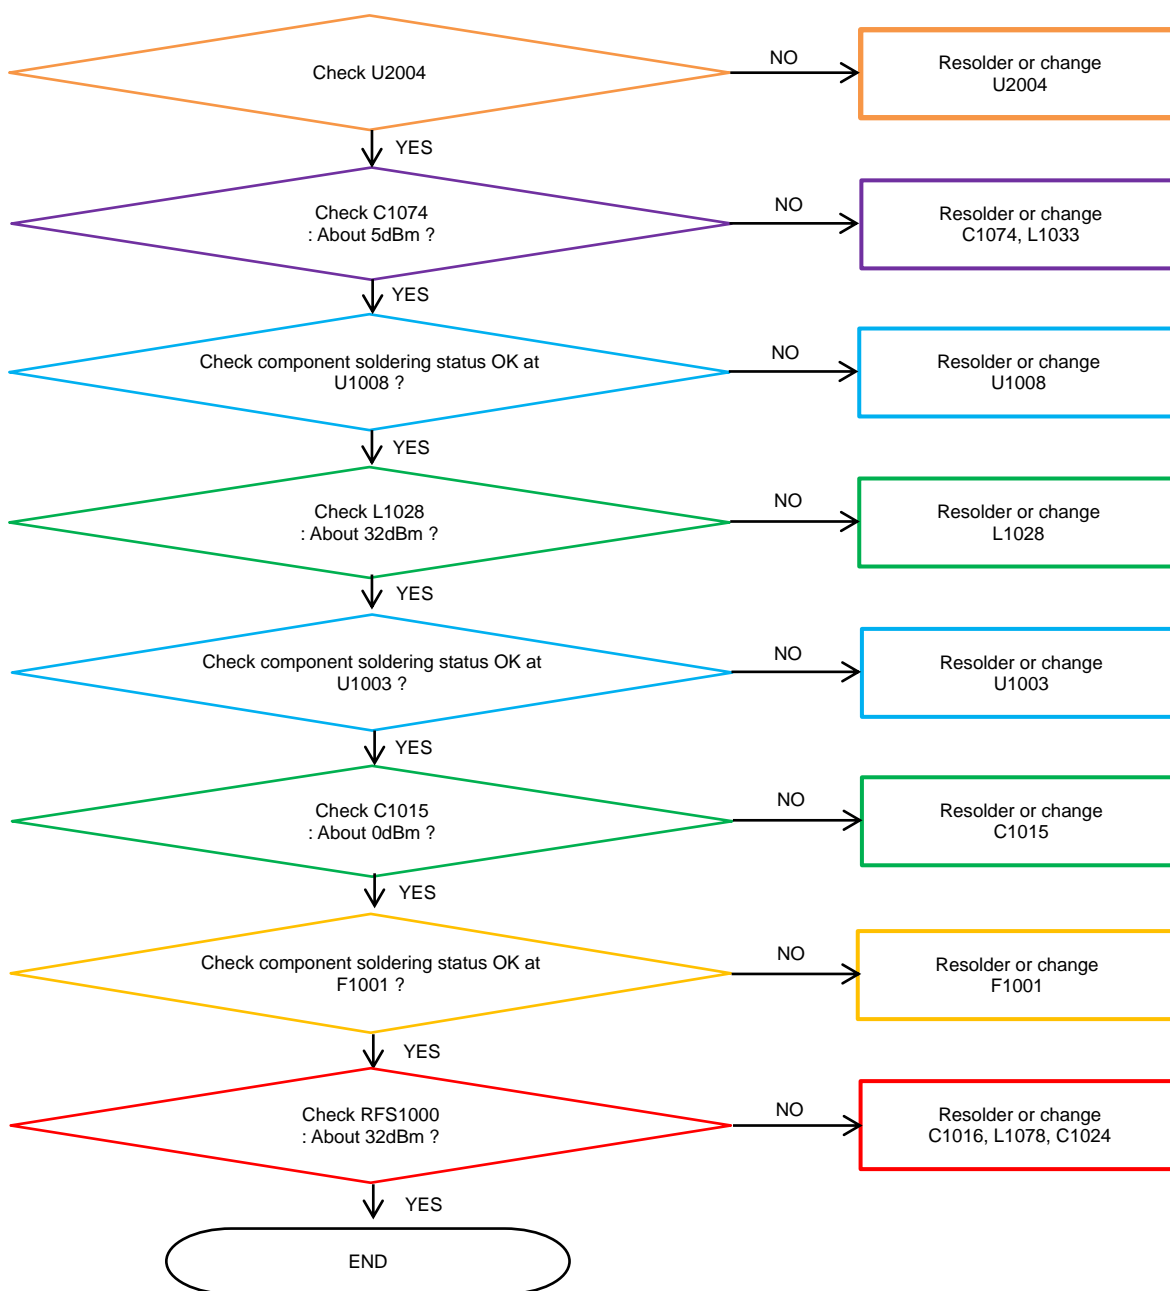 Check U2004
NO
Resolder or change
U2004
YES
Check C1074
: About 5dBm ?
NO
Resolder or change
C1074, L1033
YES
Check component soldering status OK at
U1008 ?
NO
Resolder or change
U1008
YES
Check L1028
: About 32dBm ?
NO
Resolder or change
L1028
YES
Check component soldering status OK at
U1003 ?
NO
Resolder or change
U1003
YES
Check C1015
: About 0dBm ?
NO
Resolder or change
C1015
YES
Check component soldering status OK at
F1001 ?
NO
Resolder or change
F1001
YES
Check RFS1000
: About 32dBm ?
NO
Resolder or change
C1016, L1078, C1024
YES
END